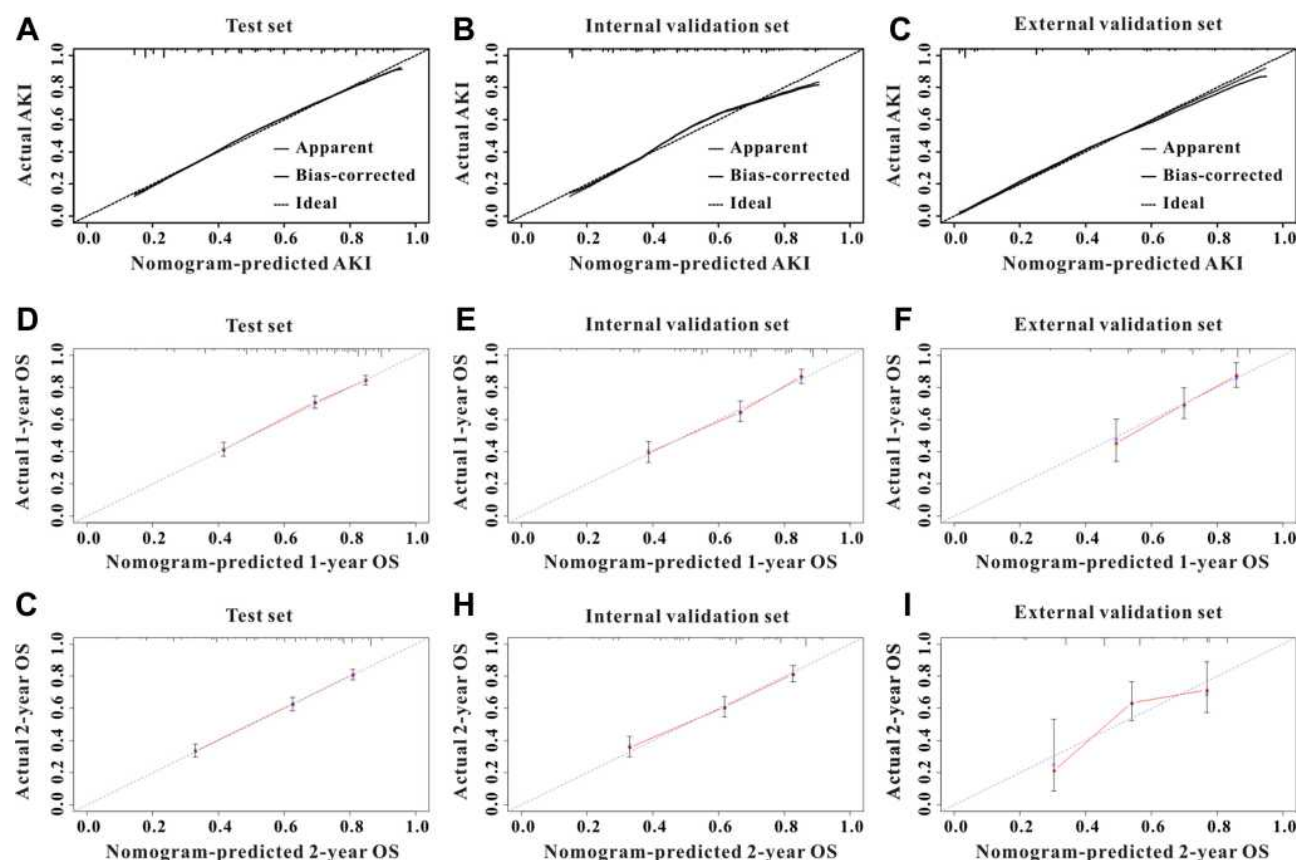 A
Test set
Actual AKI
0.0 0.2 0.4 0.6 0.8 1.0
Apparent
Bias-corrected
Ideal
0.0 0.2 0.4 0.6 0.8 1.0
Nomogram-predicted AKI
B
Internal validation set
Actual AKI
0.0 0.2 0.4 0.6 0.8 1.0
Apparent
Bias-corrected
Ideal
0.0 0.2 0.4 0.6 0.8 1.0
Nomogram-predicted AKI
C
External validation set
Actual AKI
0.0 0.2 0.4 0.6 0.8 1.0
Apparent
Bias-corrected
Ideal
0.0 0.2 0.4 0.6 0.8 1.0
Nomogram-predicted AKI
D
Test set
Actual 1-year OS
0.0 0.2 0.4 0.6 0.8 1.0
0.0 0.2 0.4 0.6 0.8 1.0
Nomogram-predicted 1-year OS
E
Internal validation set
Actual 1-year OS
0.0 0.2 0.4 0.6 0.8 1.0
0.0 0.2 0.4 0.6 0.8 1.0
Nomogram-predicted 1-year OS
F
External validation set
Actual 1-year OS
0.0 0.2 0.4 0.6 0.8 1.0
0.0 0.2 0.4 0.6 0.8 1.0
Nomogram-predicted 1-year OS
C
Test set
Actual 2-year OS
0.0 0.2 0.4 0.6 0.8 1.0
0.0 0.2 0.4 0.6 0.8 1.0
Nomogram-predicted 2-year OS
H
Internal validation set
Actual 2-year OS
0.0 0.2 0.4 0.6 0.8 1.0
0.0 0.2 0.4 0.6 0.8 1.0
Nomogram-predicted 2-year OS
I
External validation set
Actual 2-year OS
0.0 0.2 0.4 0.6 0.8 1.0
0.0 0.2 0.4 0.6 0.8 1.0
Nomogram-predicted 2-year OS